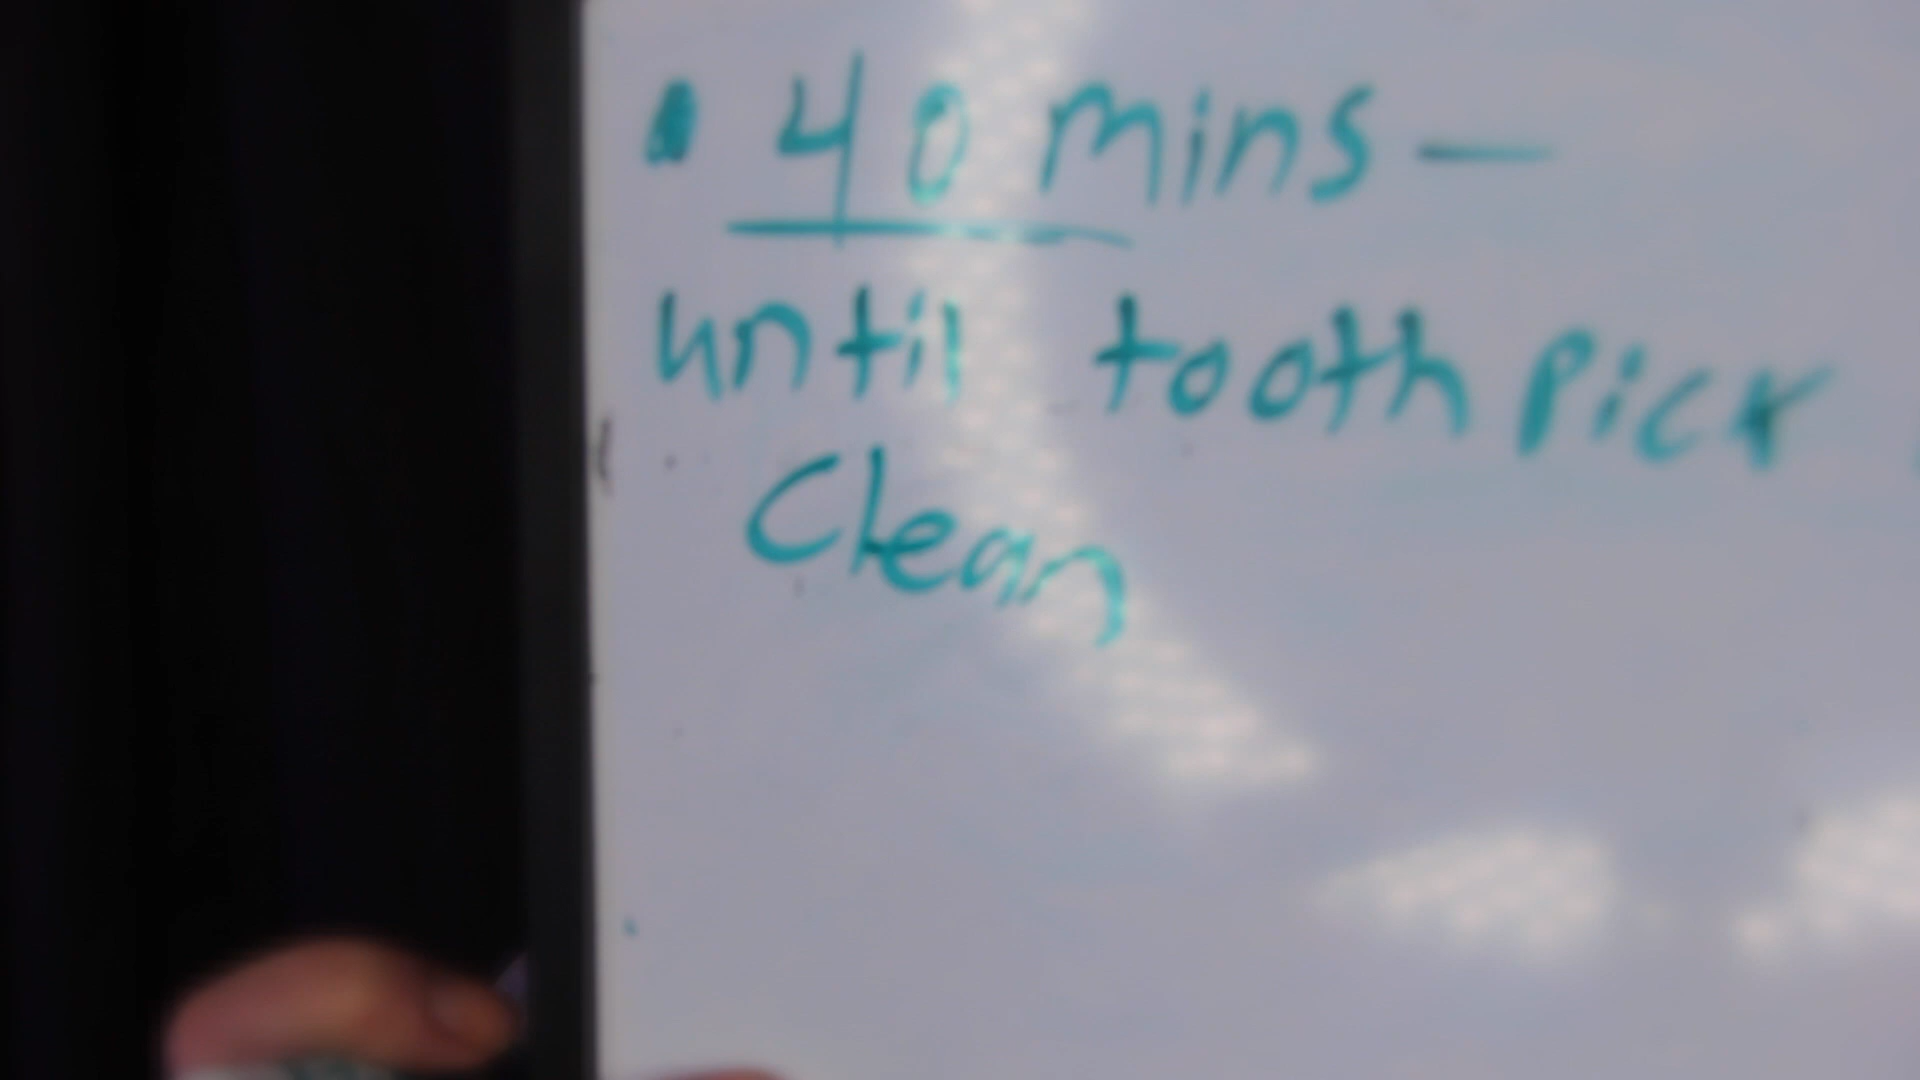 • 40 mins —
until tooth pick
Clean